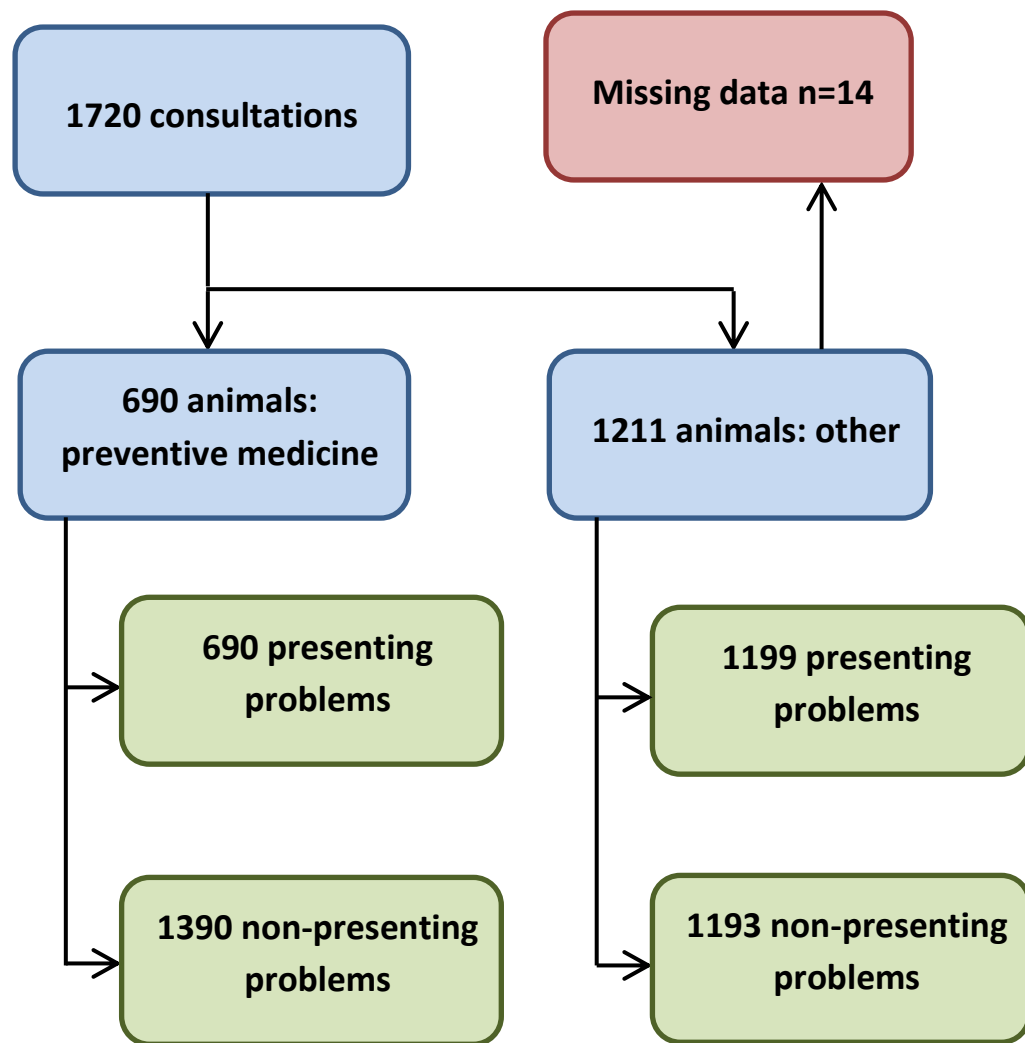 1720 consultations
Missing data n=14
690 animals:
preventive medicine
1211 animals: other
690 presenting
problems
1199 presenting
problems
1390 non-presenting
problems
1193 non-presenting
problems